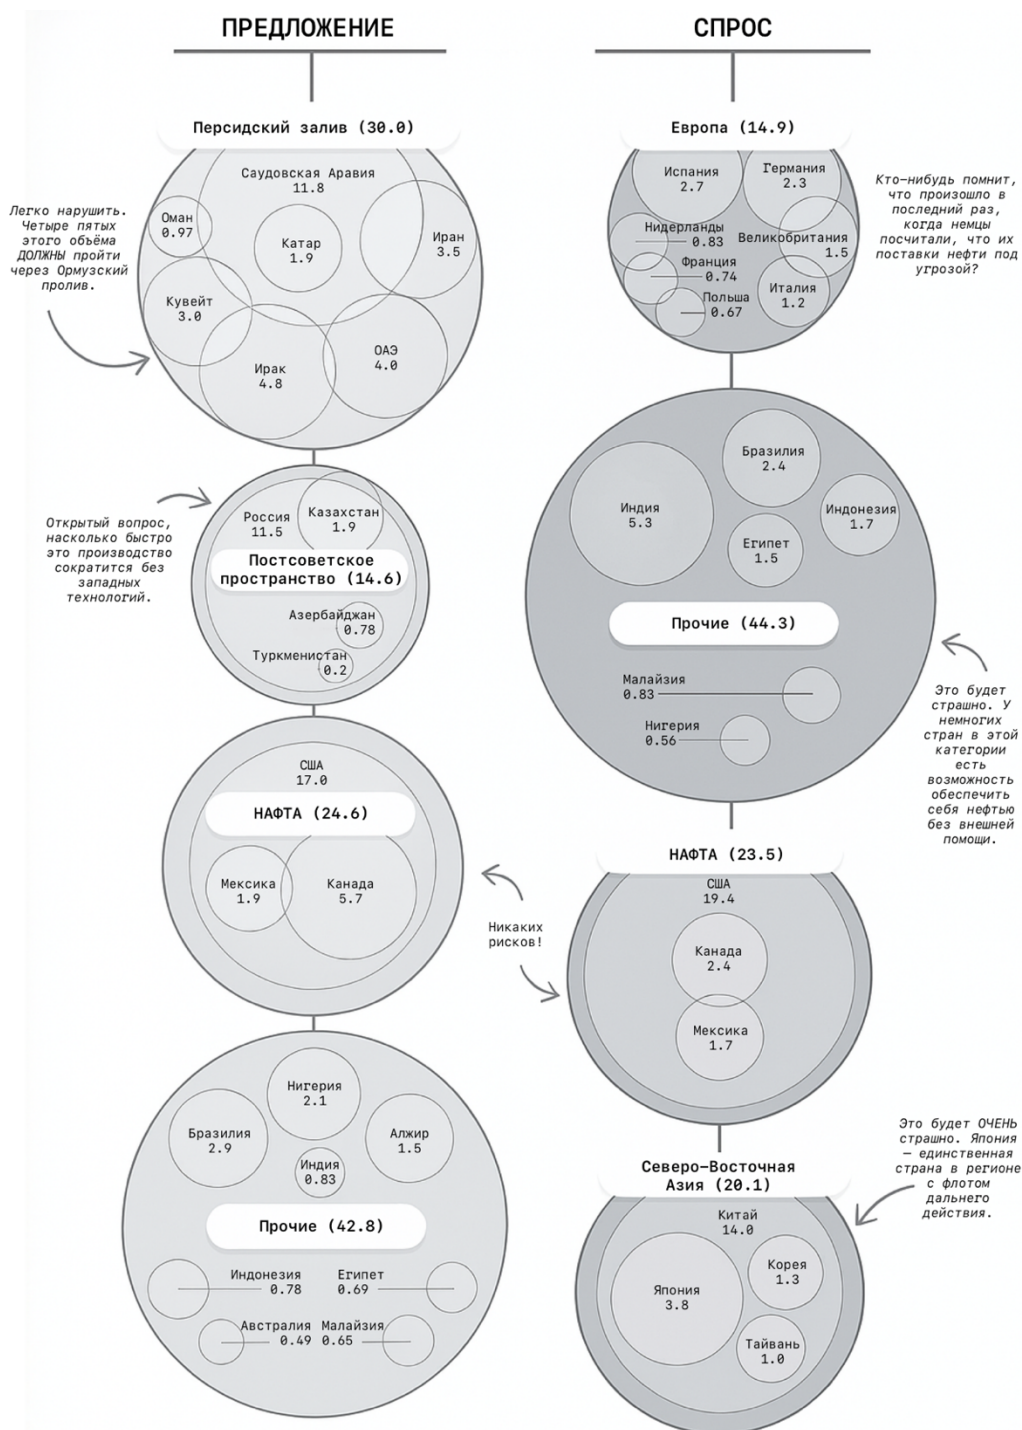 ПРЕДЛОЖЕНИЕ
Персидский залив (30.0)
Саудовская Аравия
11.8
Оман
0.97
Катар
1.9
Иран
3.5
Кувейт
3.0
Ирак
4.8
ОАЭ
4.0
Легко нарушить.
Четыре пятых
этого объёма
ДОЛЖНЫ пройти
через Ормузский
пролив.
Россия
11.5
Казахстан
1.9
Постсоветское
пространство (14.6)
Азербайджан
0.78
Туркменистан
0.2
Открытый вопрос,
насколько быстро
это производство
сократится без
западных
технологий.
США
17.0
НАФТА (24.6)
Мексика
1.9
Канада
5.7
Никаких
рисков!
Нигерия
2.1
Бразилия
2.9
Алжир
1.5
Индия
0.83
Прочие (42.8)
Индонезия
0.78
Египет
0.69
Австралия
0.49
Малайзия
0.65
СПРОС
Европа (14.9)
Испания
2.7
Германия
2.3
Нидерланды
0.83
Великобритания
1.5
Франция
0.74
Италия
1.2
Польша
0.67
Кто-нибудь помнит,
что произошло в
последний раз,
когда немцы
посчитали, что их
поставки нефти под
угрозой?
Бразилия
2.4
Индия
5.3
Индонезия
1.7
Египет
1.5
Прочие (44.3)
Малайзия
0.83
Нигерия
0.56
Это будет
страшно. У
немногих
стран в этой
категории
есть
возможность
обеспечить
себя нефтью
без внешней
помощи.
НАФТА (23.5)
США
19.4
Канада
2.4
Мексика
1.7
Северо-Восточная
Азия (20.1)
Китай
14.0
Япония
3.8
Корея
1.3
Тайвань
1.0
Это будет ОЧЕНЬ
страшно. Япония
— единственная
страна в регионе
с флотом
дальнего
действия.